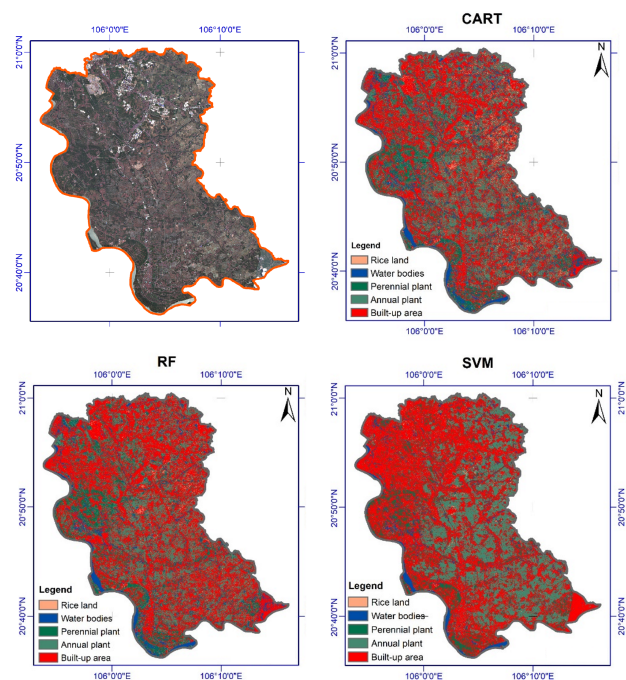 CART
106°0'0"E 106°10'0"E 106°0'0"E 106°10'0"E
N
21°0'0"N
20°50'0"N
20°40'0"N
21°0'0"N
20°50'0"N
20°40'0"N
Legend
Rice land
Water bodies
Perennial plant
Annual plant
Built-up area
106°0'0"E 106°10'0"E 106°0'0"E 106°10'0"E
RF
SVM
106°0'0"E 106°10'0"E 106°0'0"E 106°10'0"E
N
N
21°0'0"N
20°50'0"N
20°40'0"N
21°0'0"N
20°50'0"N
20°40'0"N
Legend
Rice land
Water bodies
Perennial plant
Annual plant
Built-up area
Legend
Rice land
Water bodies
Perennial plant
Annual plant
Built-up area
106°0'0"E 106°10'0"E 106°0'0"E 106°10'0"E